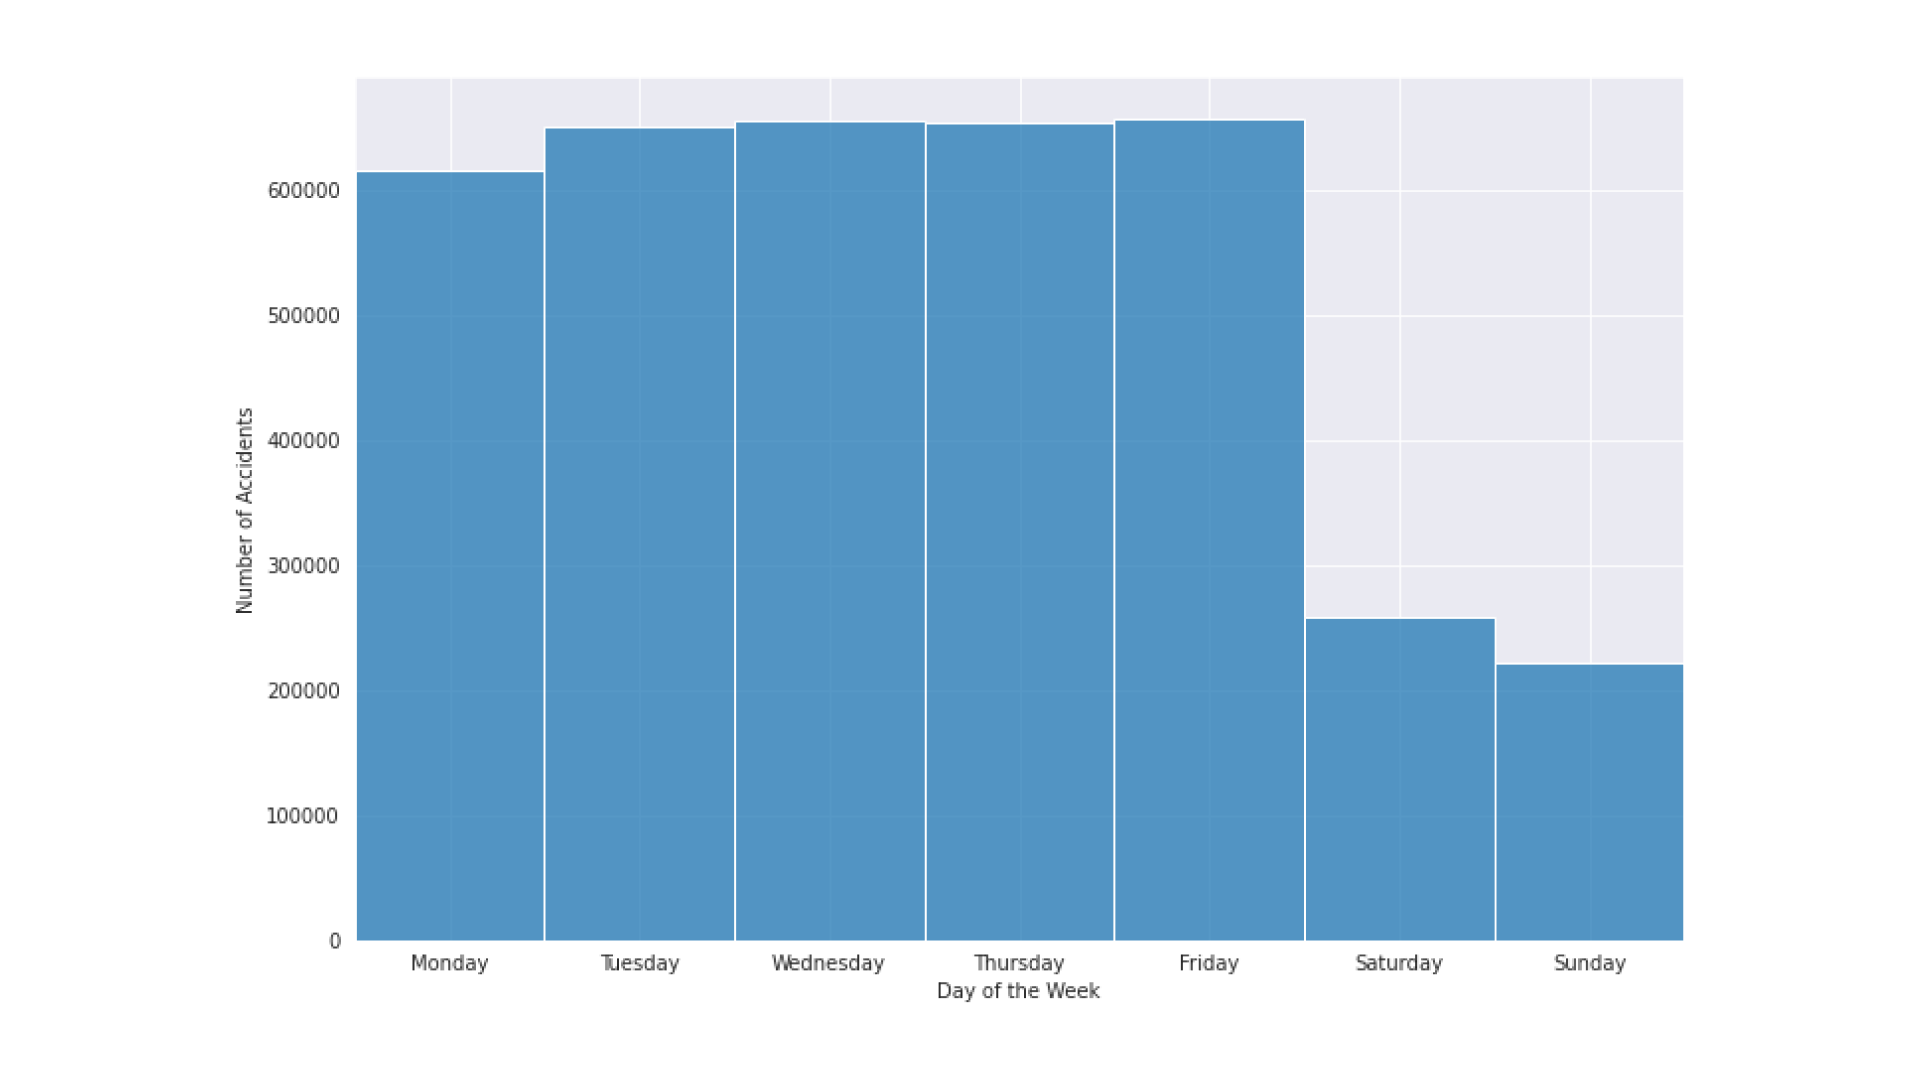 Number of Accidents
600000
500000
400000
300000
200000
100000
0
Monday Tuesday Wednesday Thursday Friday Saturday Sunday
Day of the Week